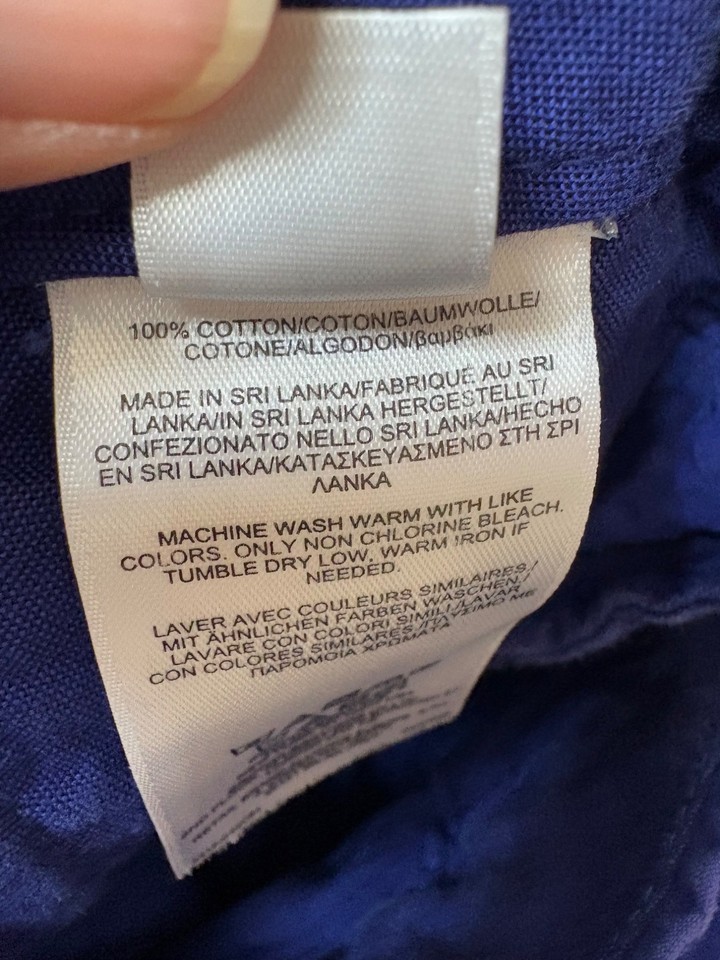 100% COTTON/COTON/BAUMWOLLE/
COTONE/ALGODON/βαμβάκι
MADE IN SRI LANKA/FABRIQUÉ AU SRI
LANKA/IN SRI LANKA HERGESTELLT/
CONFEZIONATO NELLO SRI LANKA/HECHO
EN SRI LANKA/ΚΑΤΑΣΚΕΥΑΣΜΕΝΟ ΣΤΗ ΣΡΙ
ΛΑΝΚΑ
MACHINE WASH WARM WITH LIKE
COLORS. ONLY NON CHLORINE BLEACH.
TUMBLE DRY LOW, WARM IRON IF
NEEDED.
LAVER AVEC COULEURS SIMILAIRES./
MIT ÄHNLICHEN FARBEN WASCHEN./
LAVARE CON COLORI SIMILI/LAVAR
CON COLORES SIMILARES/ΠΛΥΣΙΜΟ ΜΕ
ΠΑΡΟΜΟΙΑ ΧΡΩΜΑΤΑ